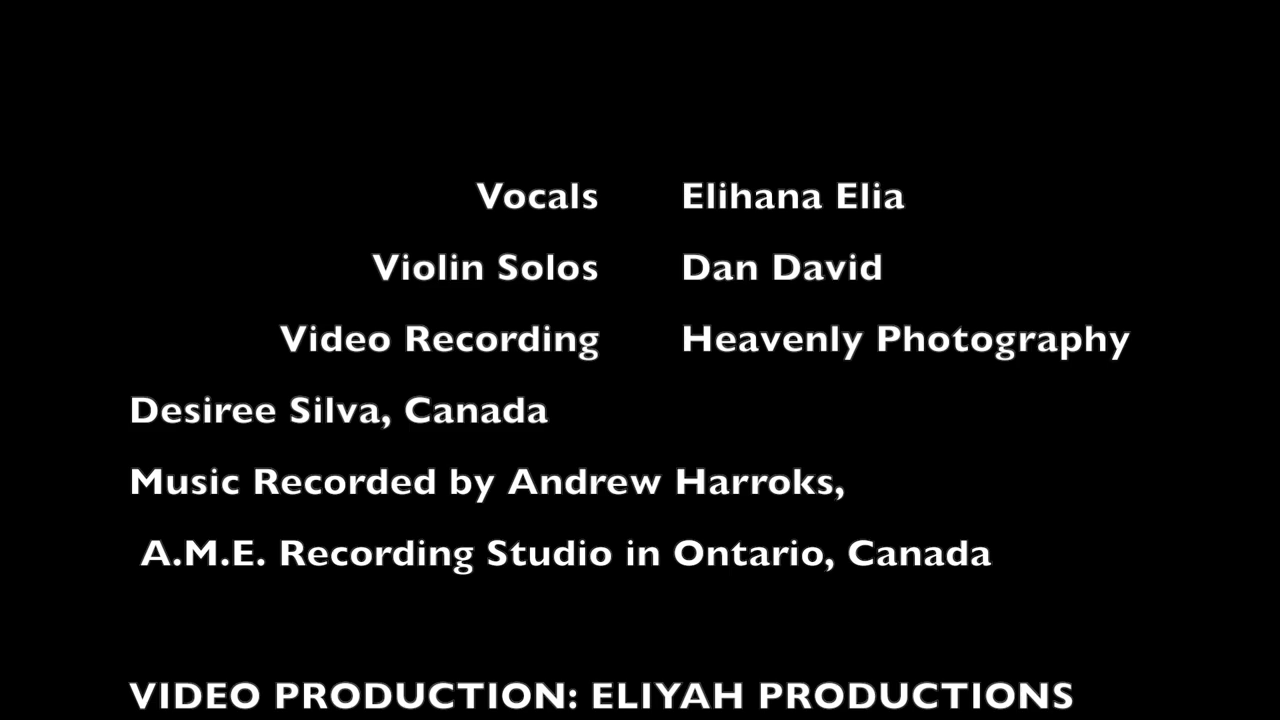 Vocals Elihana Elia
Violin Solos Dan David
Video Recording Heavenly Photography
Desiree Silva, Canada
Music Recorded by Andrew Harroks,
A.M.E. Recording Studio in Ontario, Canada
VIDEO PRODUCTION: ELIYAH PRODUCTIONS